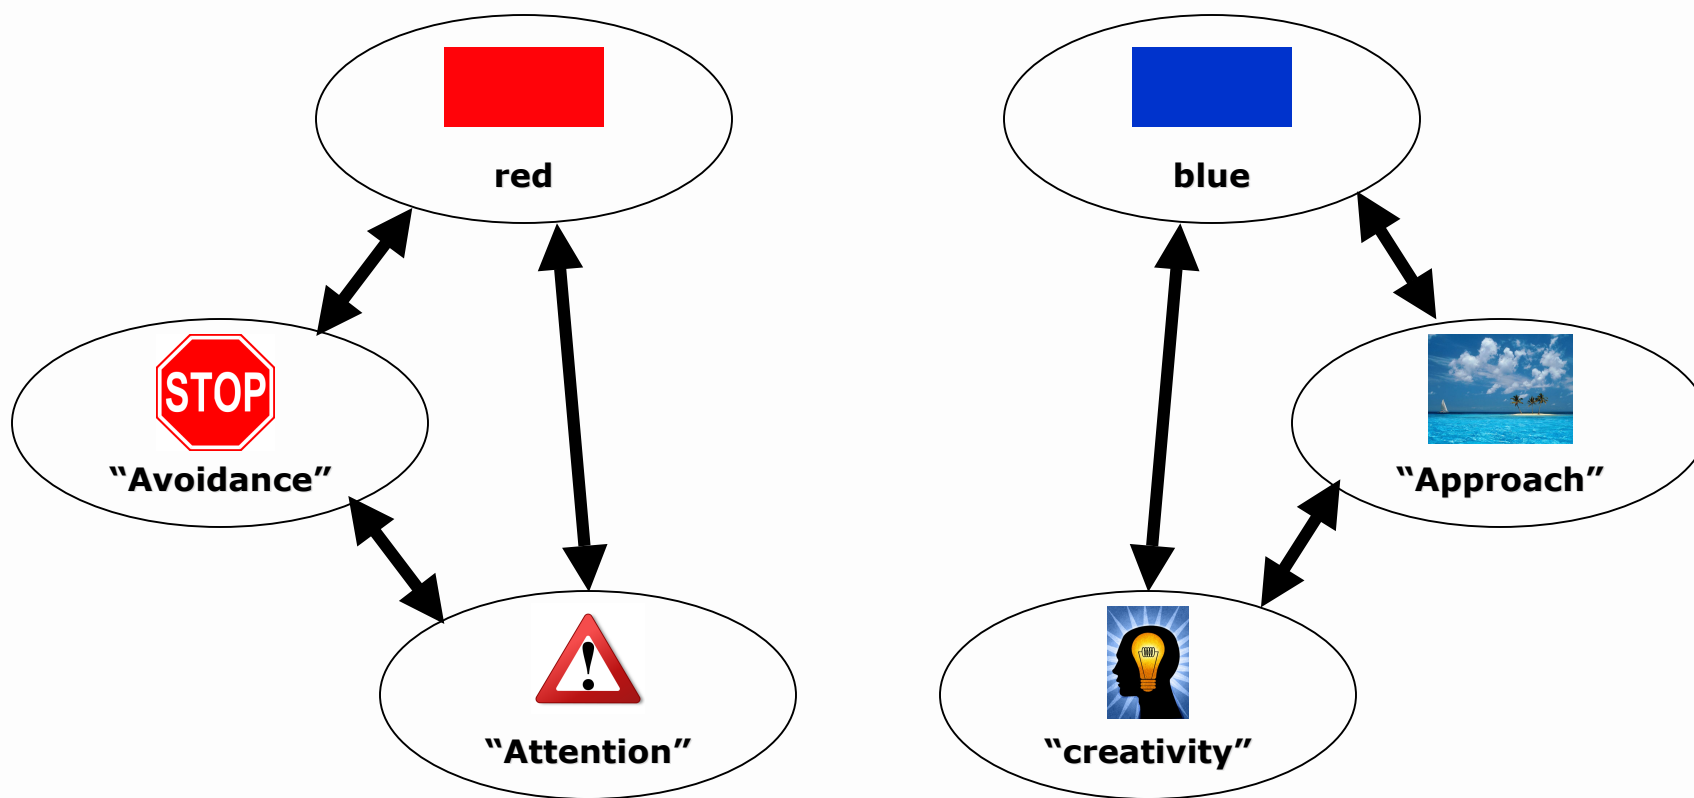 red
blue
STOP
“Avoidance”
“Approach”
“Attention”
“creativity”